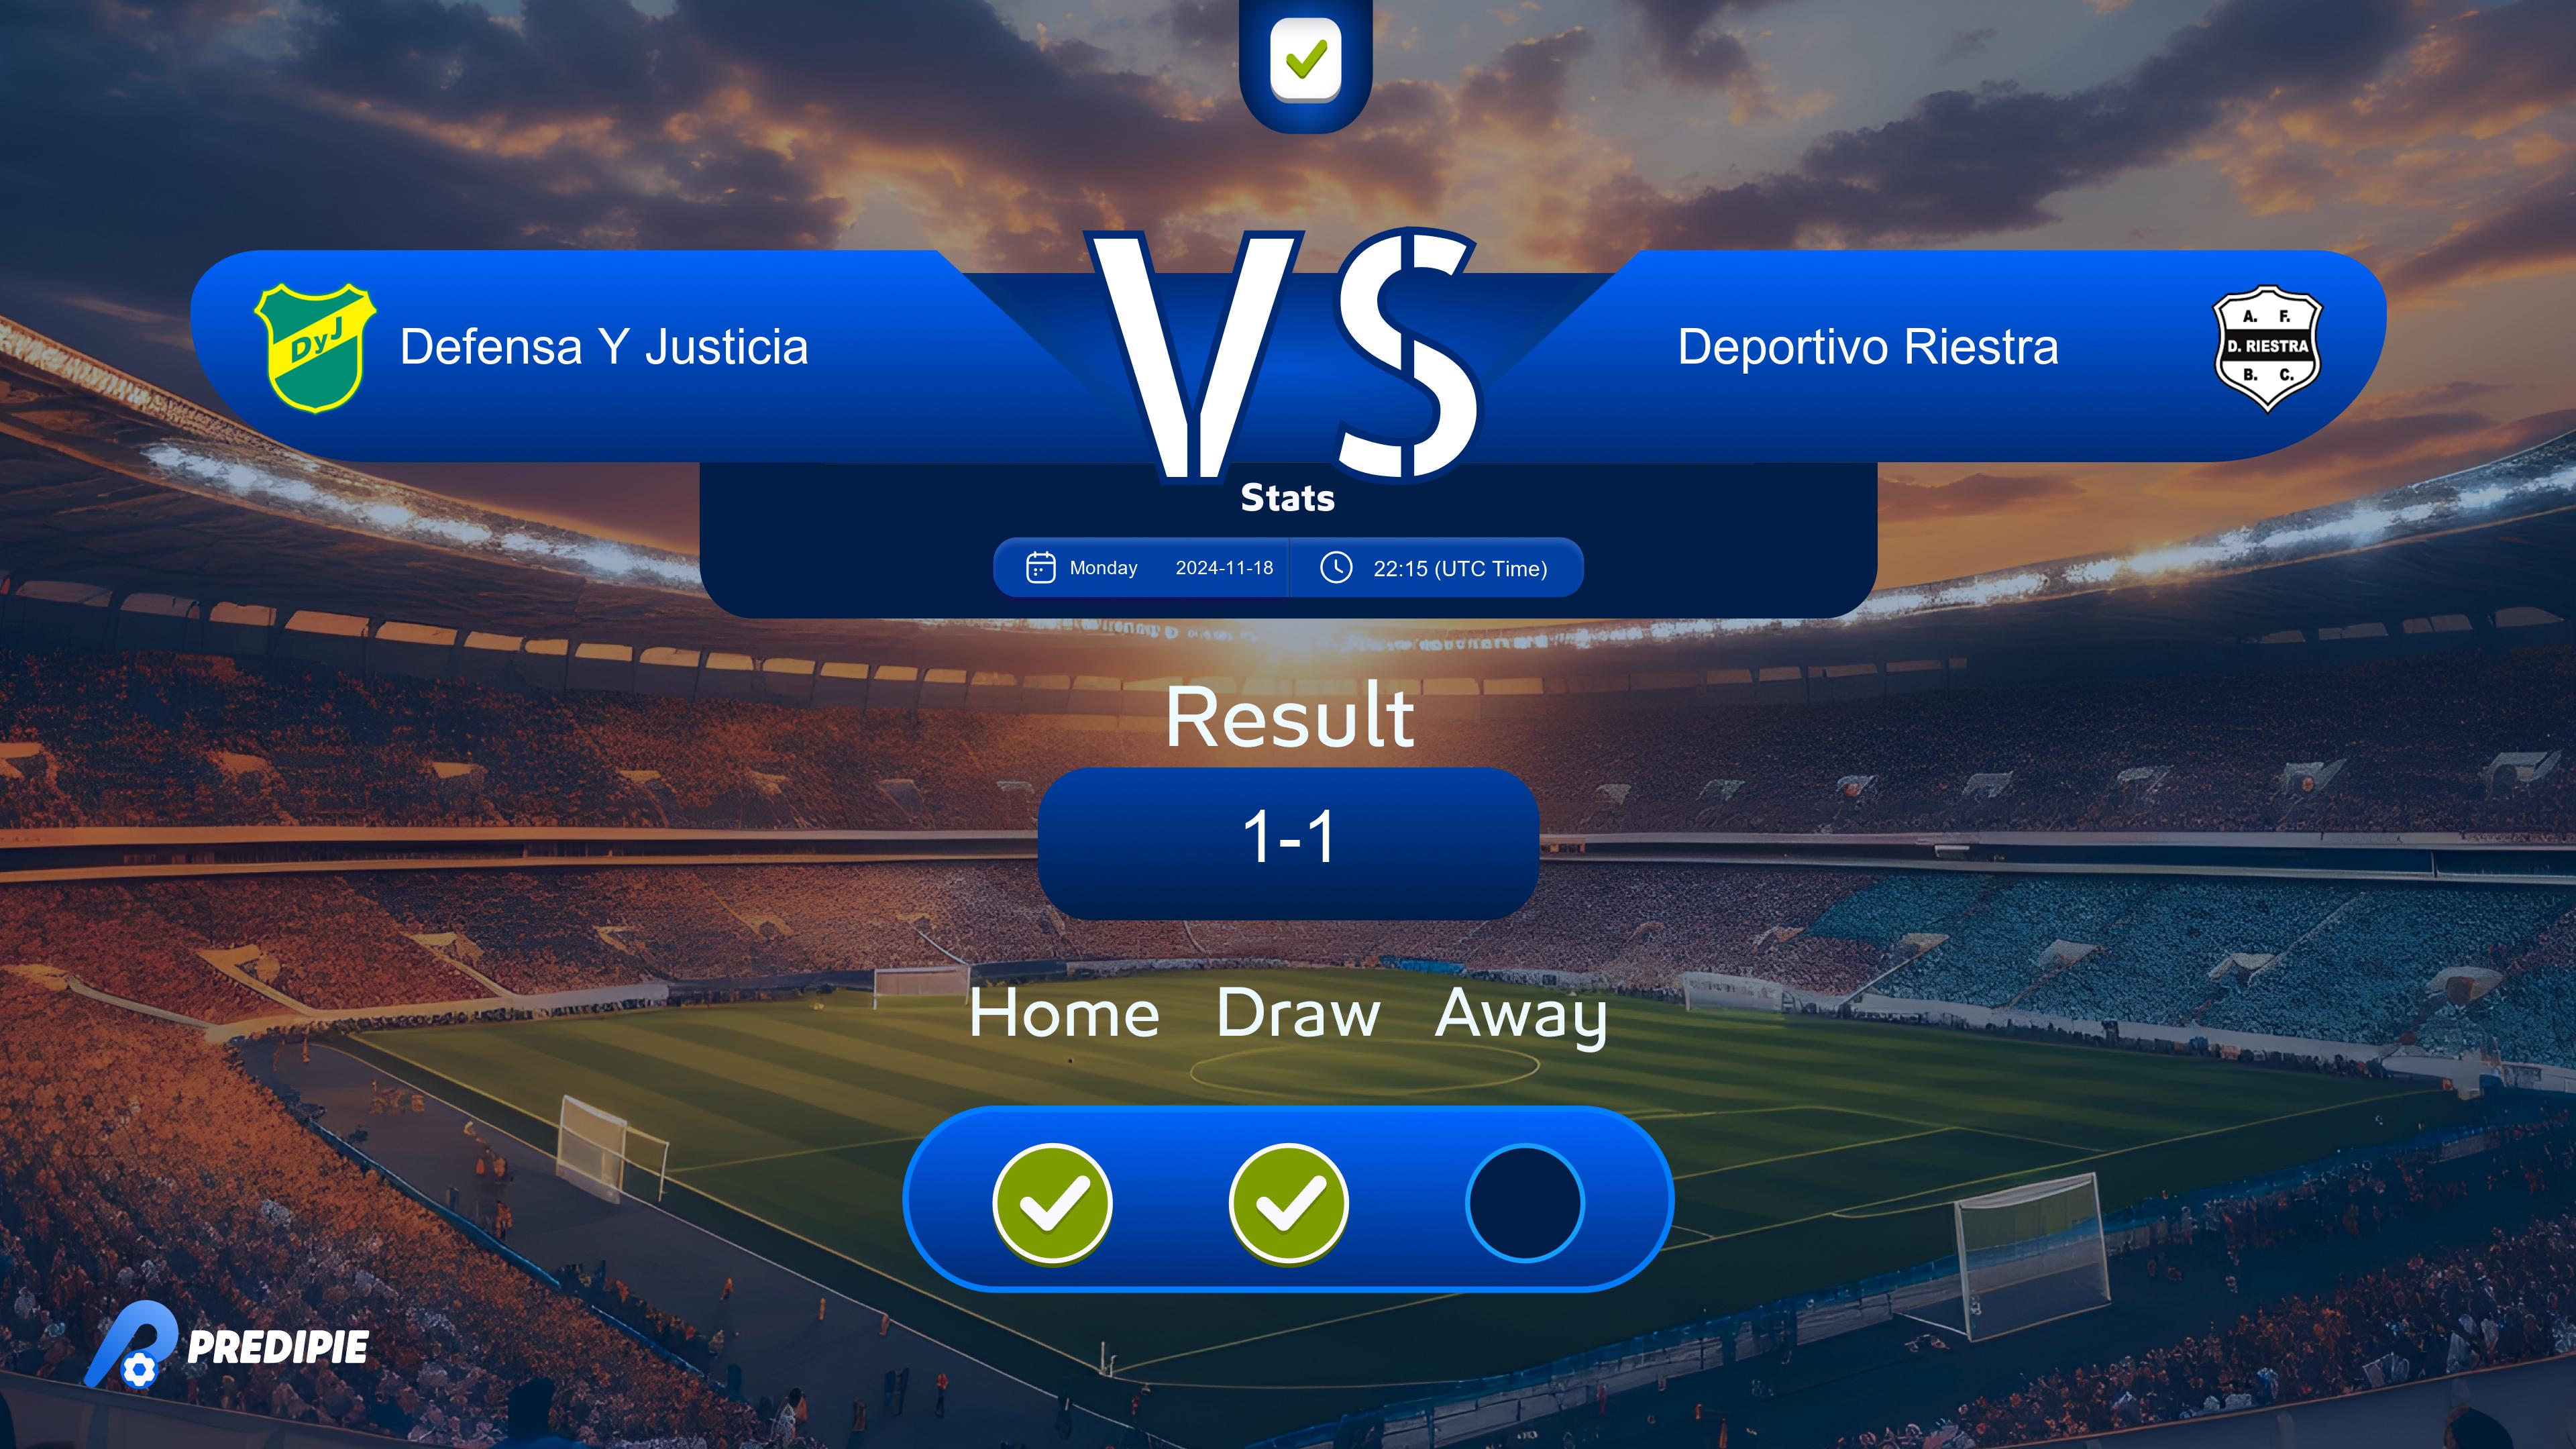 VS
DyJ
Defensa Y Justicia
Deportivo Riestra
A. F.
D. RIESTRA
B. C.
Stats
Monday 2024-11-18 22:15 (UTC Time)
Result
1-1
Home Draw Away
PREDIPIE